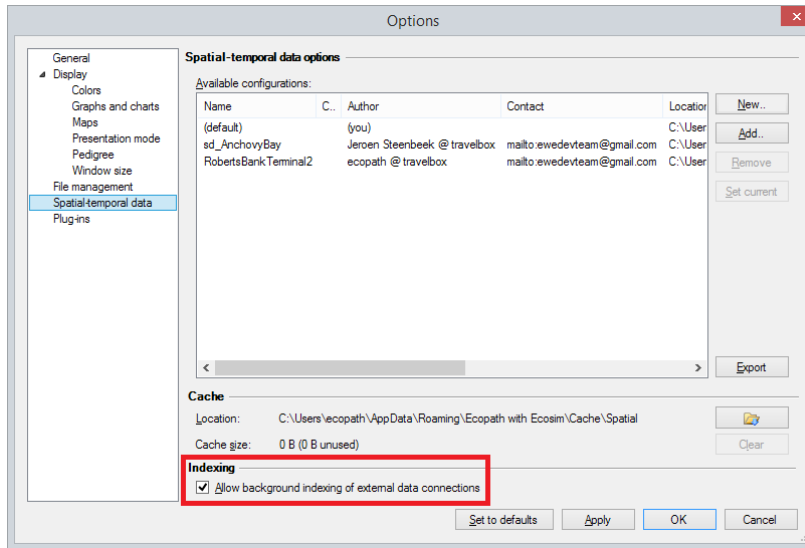 Options
General
Display
Colors
Graphs and charts
Maps
Presentation mode
Pedigree
Window size
File management
Spatial-temporal data
Plug-ins
Spatial-temporal data options
Available configurations:
Name C.. Author Contact Location
(default) (you) C:\User
sd_AnchovyBay Jeroen Steenbeek @ travelbox mailto:ewedevteam@gmail.com C:\User
RobertsBankTerminal2 ecopath @ travelbox mailto:ewedevteam@gmail.com C:\User
New..
Add..
Remove
Set current
Export
Cache
Location: C:\Users\ecopath\AppData\Roaming\Ecopath with Ecosim\Cache\Spatial
Cache size: 0 B (0 B unused)
Clear
Indexing
Allow background indexing of external data connections
Set to defaults Apply OK Cancel